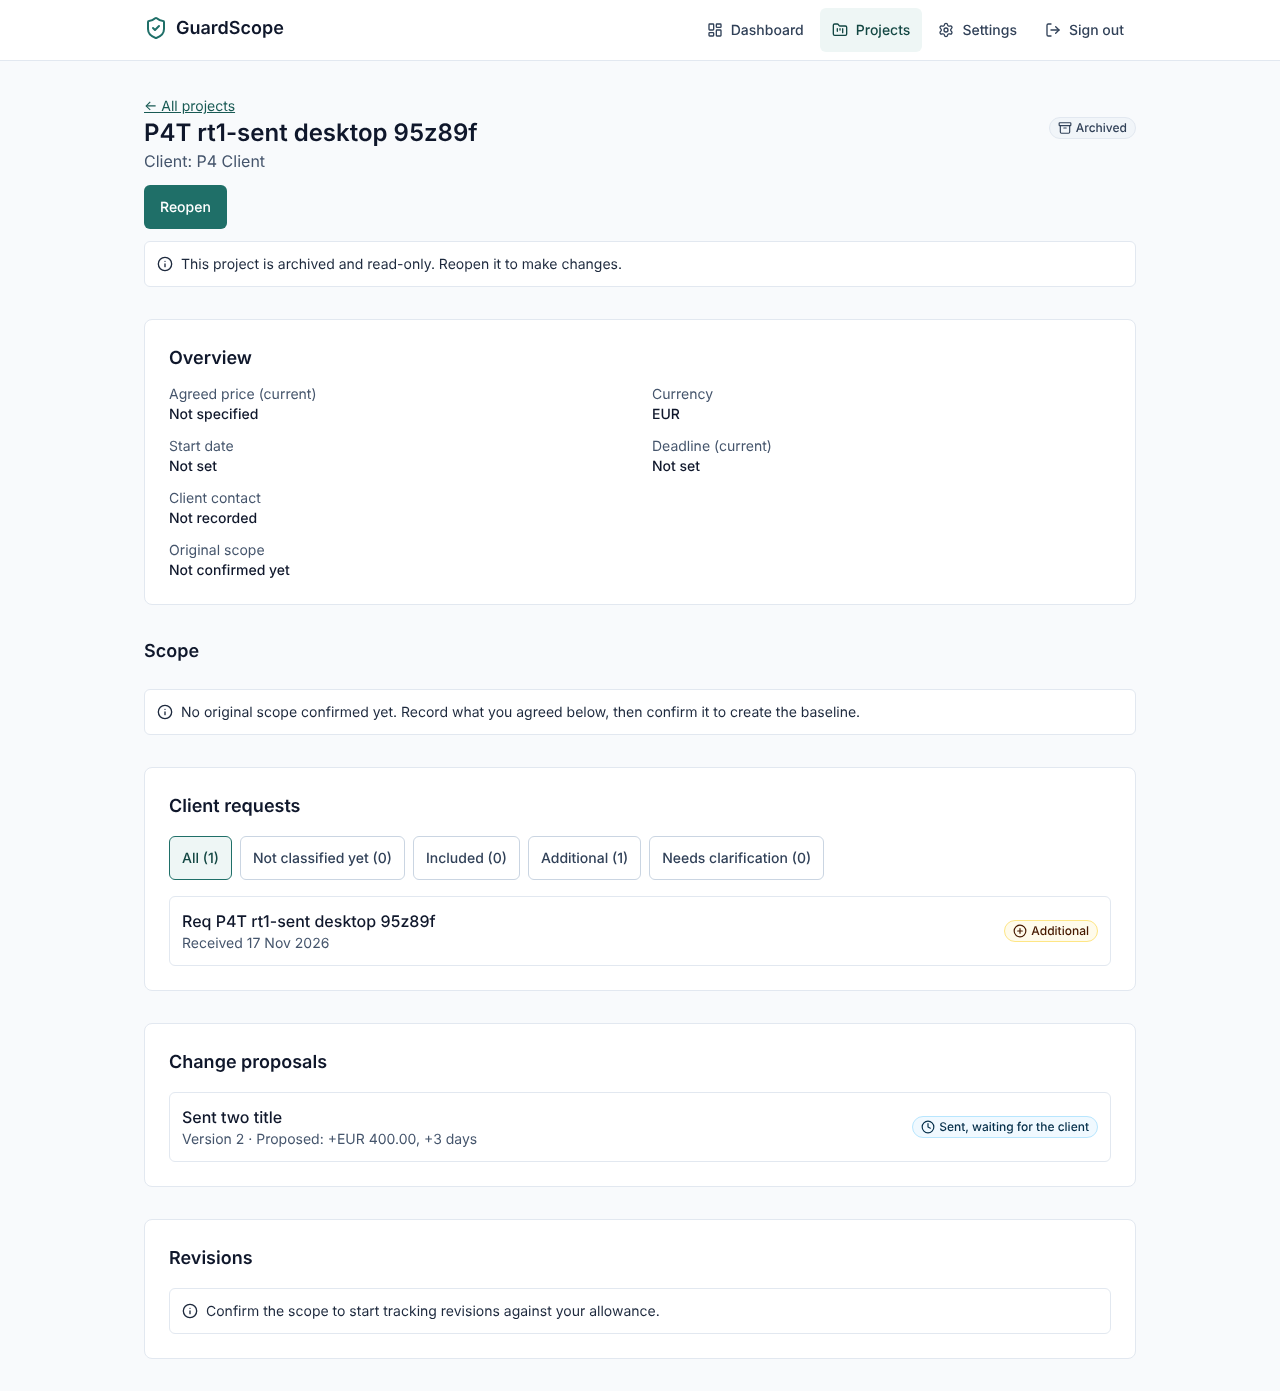 GuardScope
Dashboard
Projects
Settings
Sign out
← All projects
P4T rt1-sent desktop 95z89f
Archived
Client: P4 Client
Reopen
This project is archived and read-only. Reopen it to make changes.
Overview
Agreed price (current)
Not specified
Currency
EUR
Start date
Not set
Deadline (current)
Not set
Client contact
Not recorded
Original scope
Not confirmed yet
Scope
No original scope confirmed yet. Record what you agreed below, then confirm it to create the baseline.
Client requests
All (1)
Not classified yet (0)
Included (0)
Additional (1)
Needs clarification (0)
Req P4T rt1-sent desktop 95z89f
Received 17 Nov 2026
Additional
Change proposals
Sent two title
Version 2 · Proposed: +EUR 400.00, +3 days
Sent, waiting for the client
Revisions
Confirm the scope to start tracking revisions against your allowance.